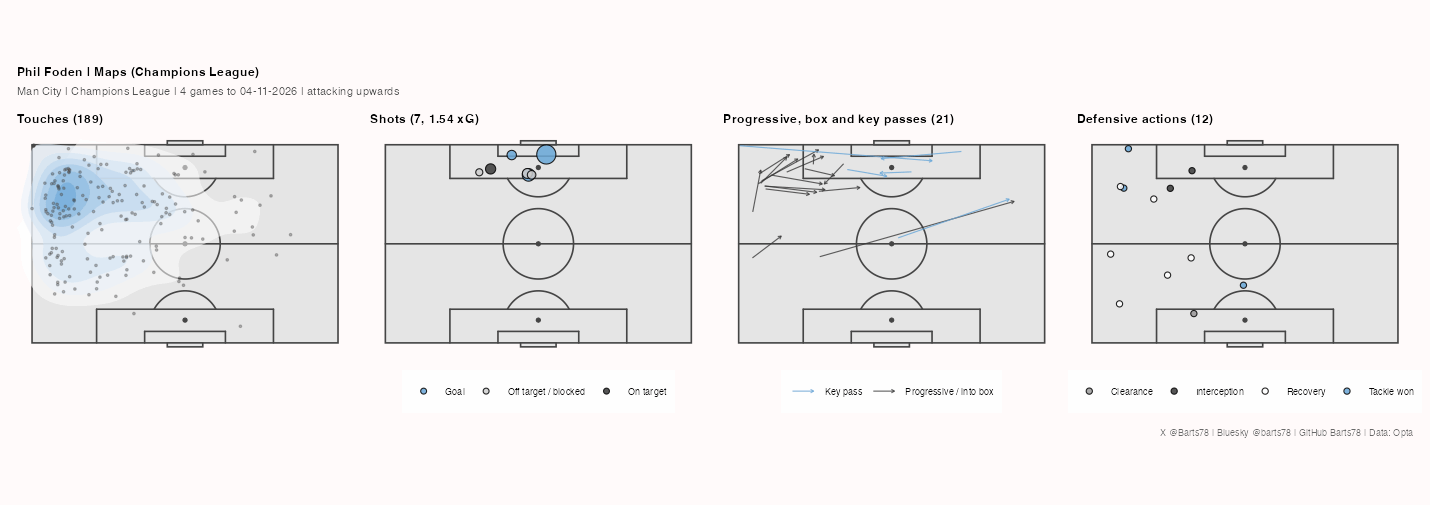 Phil Foden | Maps (Champions League)
Man City | Champions League | 4 games to 04-11-2026 | attacking upwards
Touches (189)
Shots (7, 1.54 xG)
Progressive, box and key passes (21)
Defensive actions (12)
Goal
Off target / blocked
On target
Key pass
Progressive / into box
Clearance
Interception
Recovery
Tackle won
X @Barts78 | Bluesky @barts78 | GitHub Barts78 | Data: Opta